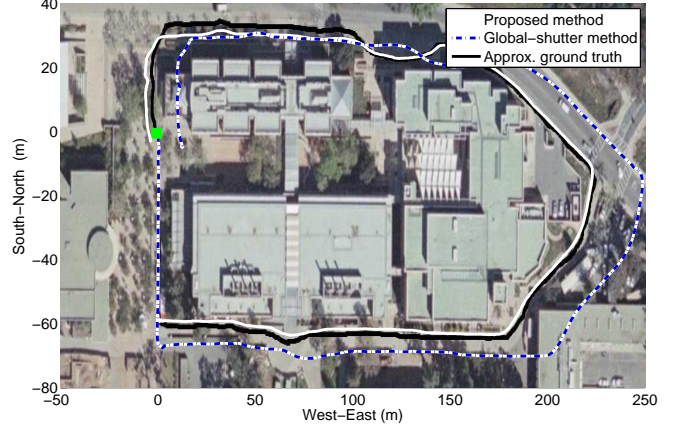 40
20
0
−20
−40
−60
−80
South−North (m)
Proposed method
Global−shutter method
Approx. ground truth
−50
0
50
100
150
200
250
West−East (m)